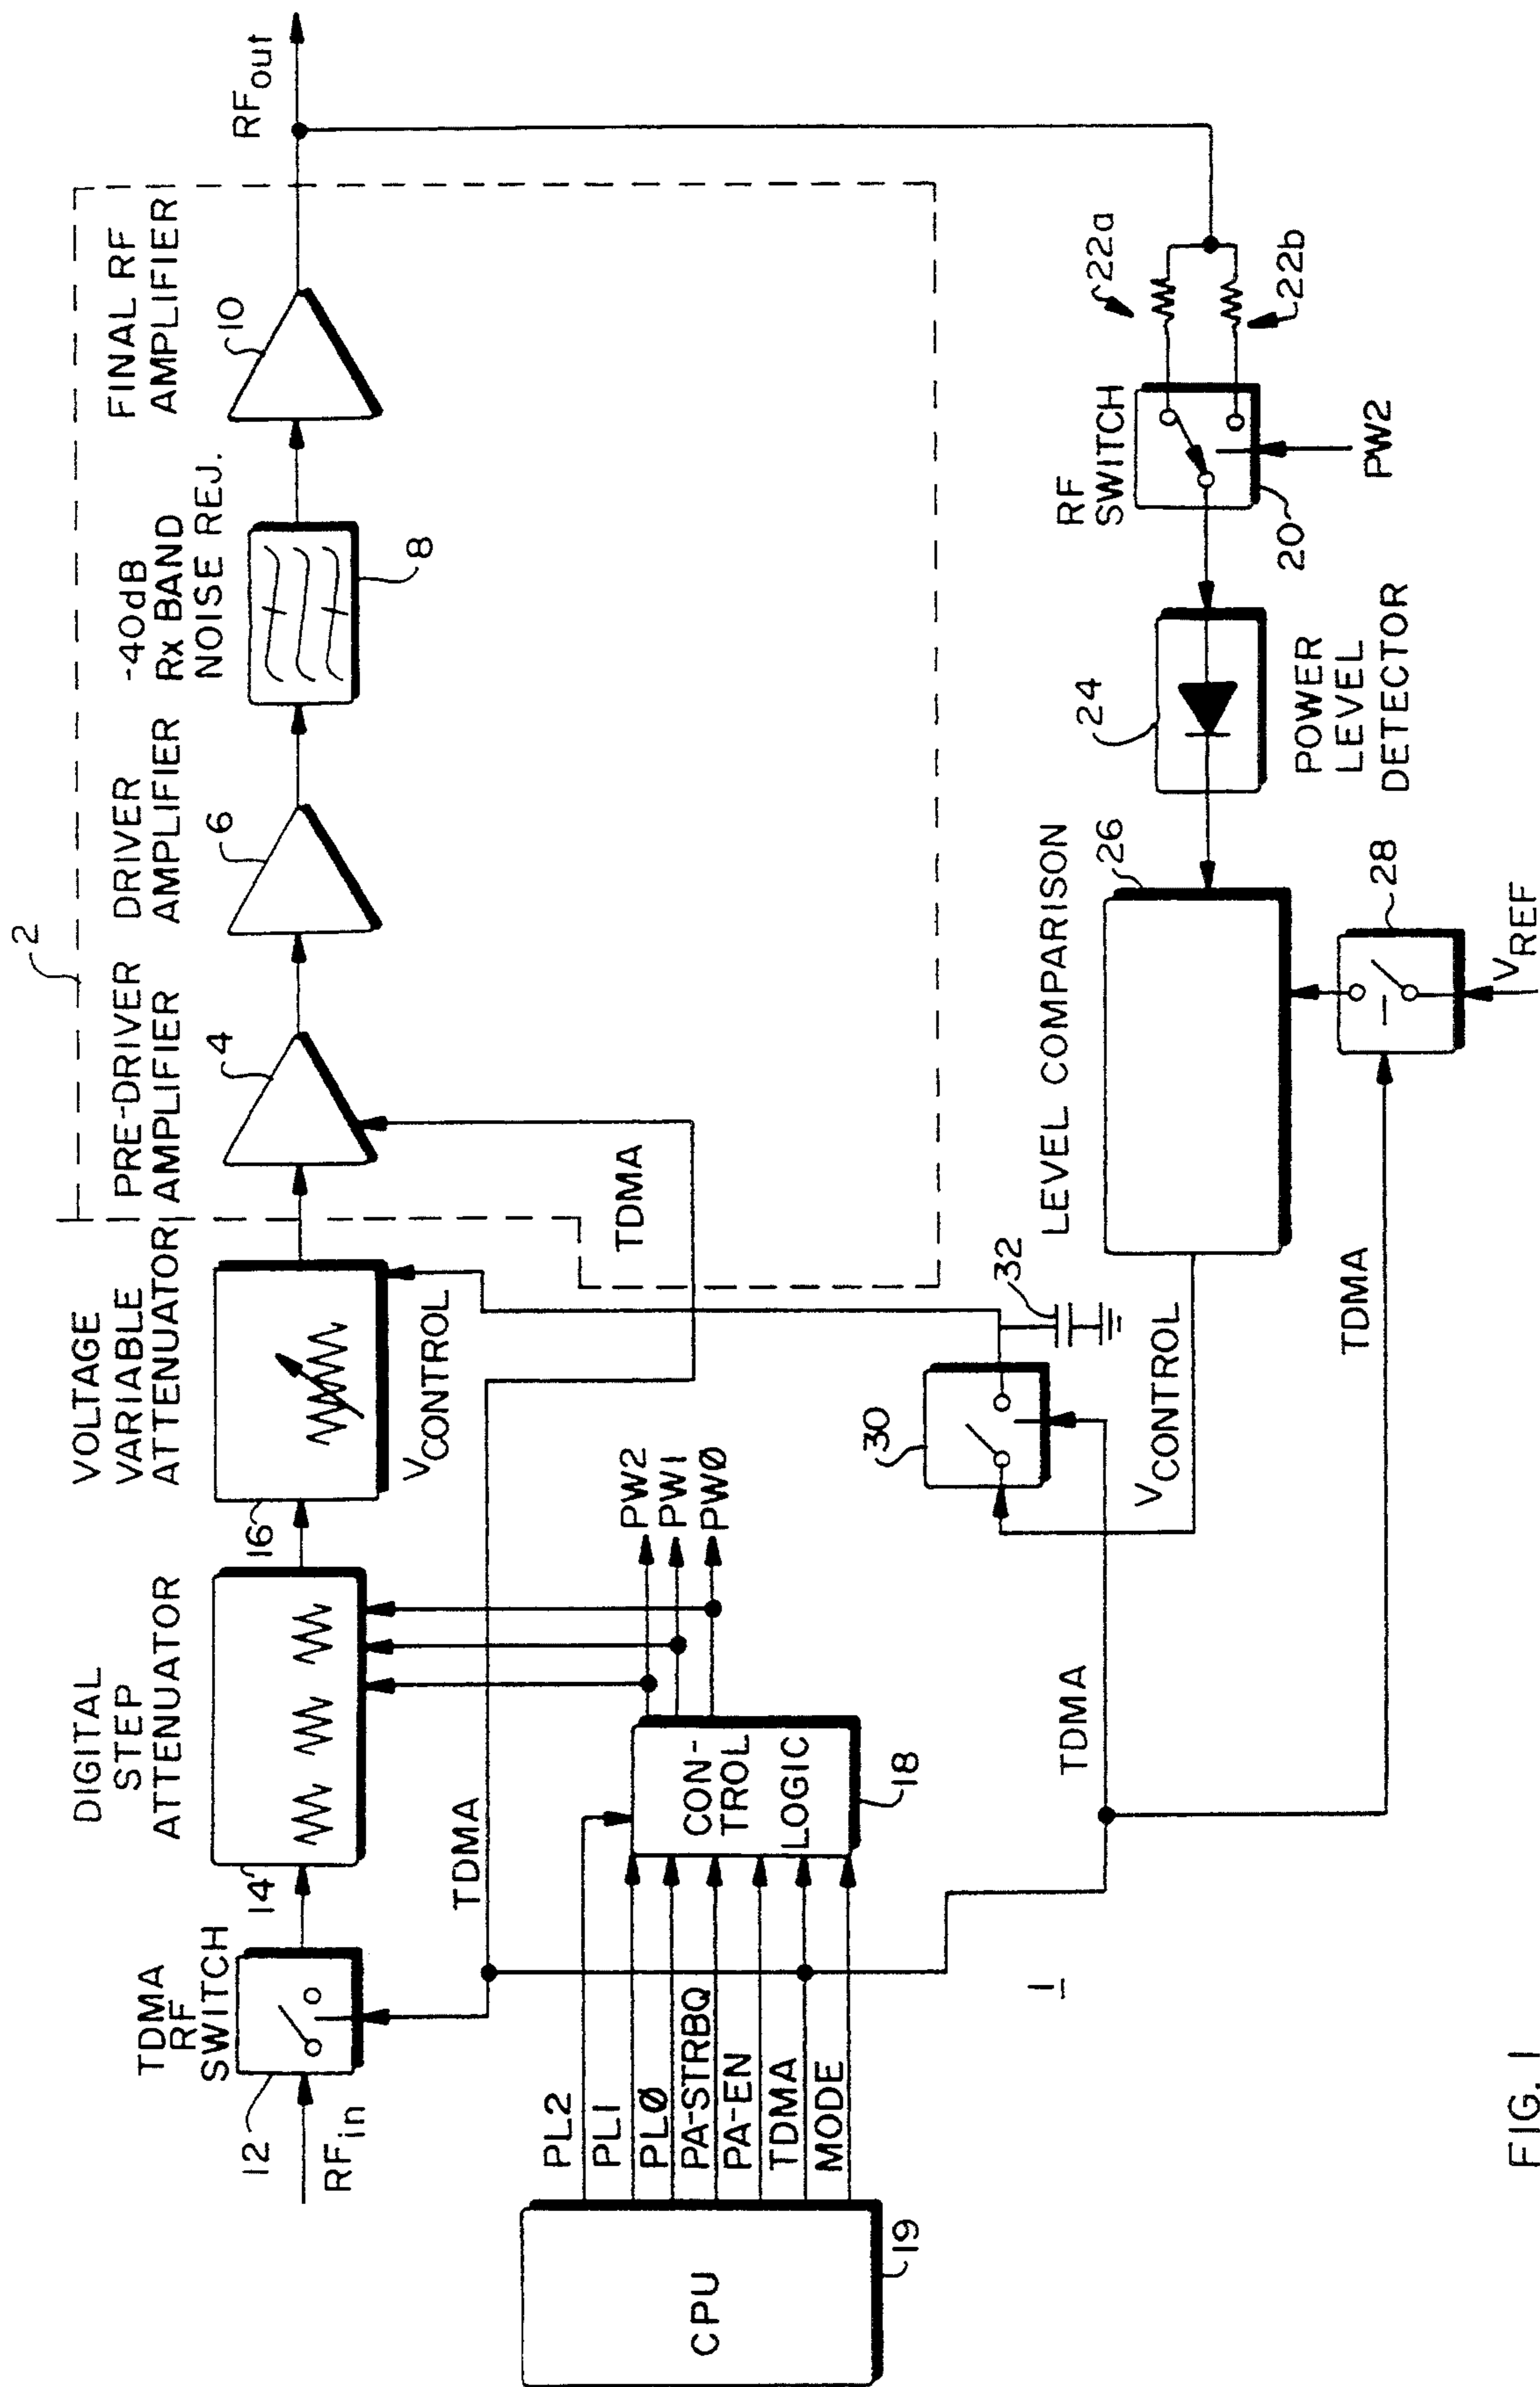 2
FINAL RF
AMPLIFIER
10
RFout
-40dB
Rx BAND
NOISE REJ.
8
DRIVER
AMPLIFIER
6
PRE-DRIVER
AMPLIFIER
4
VOLTAGE
VARIABLE
ATTENUATOR
16
VCONTROL
DIGITAL
STEP
ATTENUATOR
14
TDMA
RF
SWITCH
12
RFin
TDMA
TDMA
PW2
PW1
PWØ
CON-
TROL
LOGIC
18
PL2
PL1
PLØ
PA-STRBQ
PA-EN
TDMA
MODE
CPU
19
1
TDMA
30
32
VCONTROL
LEVEL COMPARISON
26
TDMA
28
VREF
24
POWER
LEVEL
DETECTOR
RF
SWITCH
20
PW2
22a
22b
FIG. 1